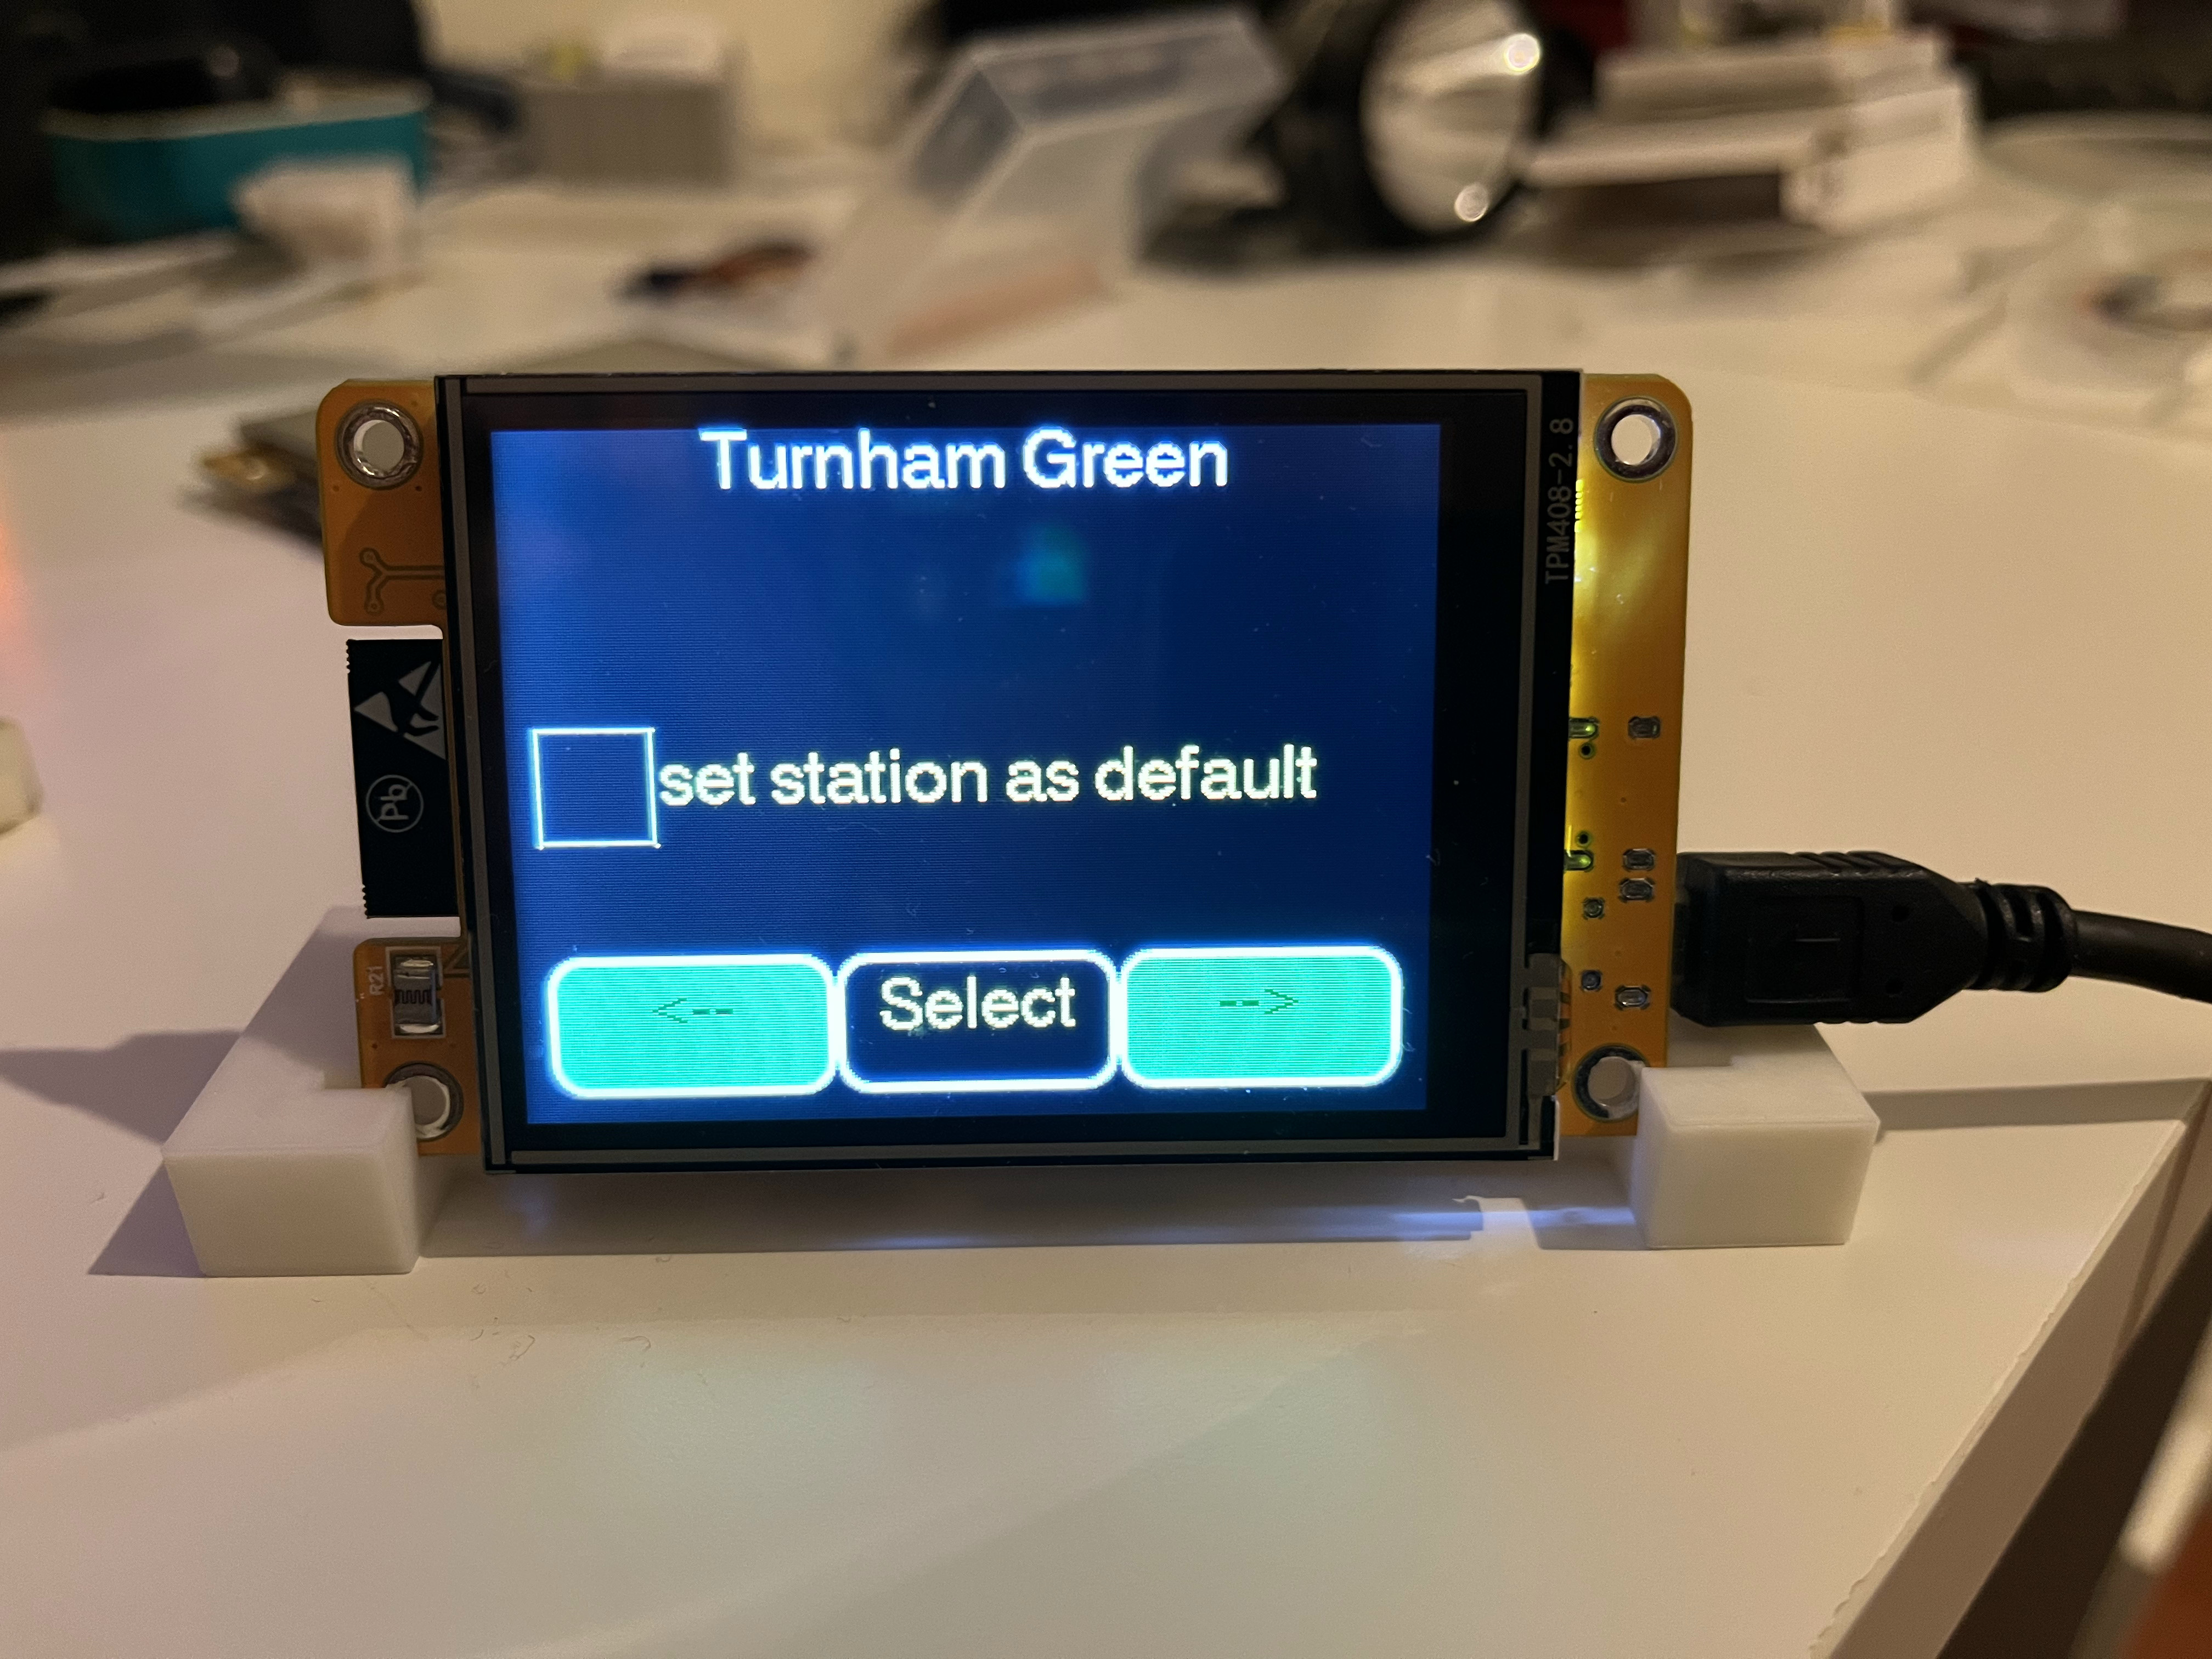 Turnham Green
set station as default
<-- Select -->
TPM408-2.8
Pb
R21